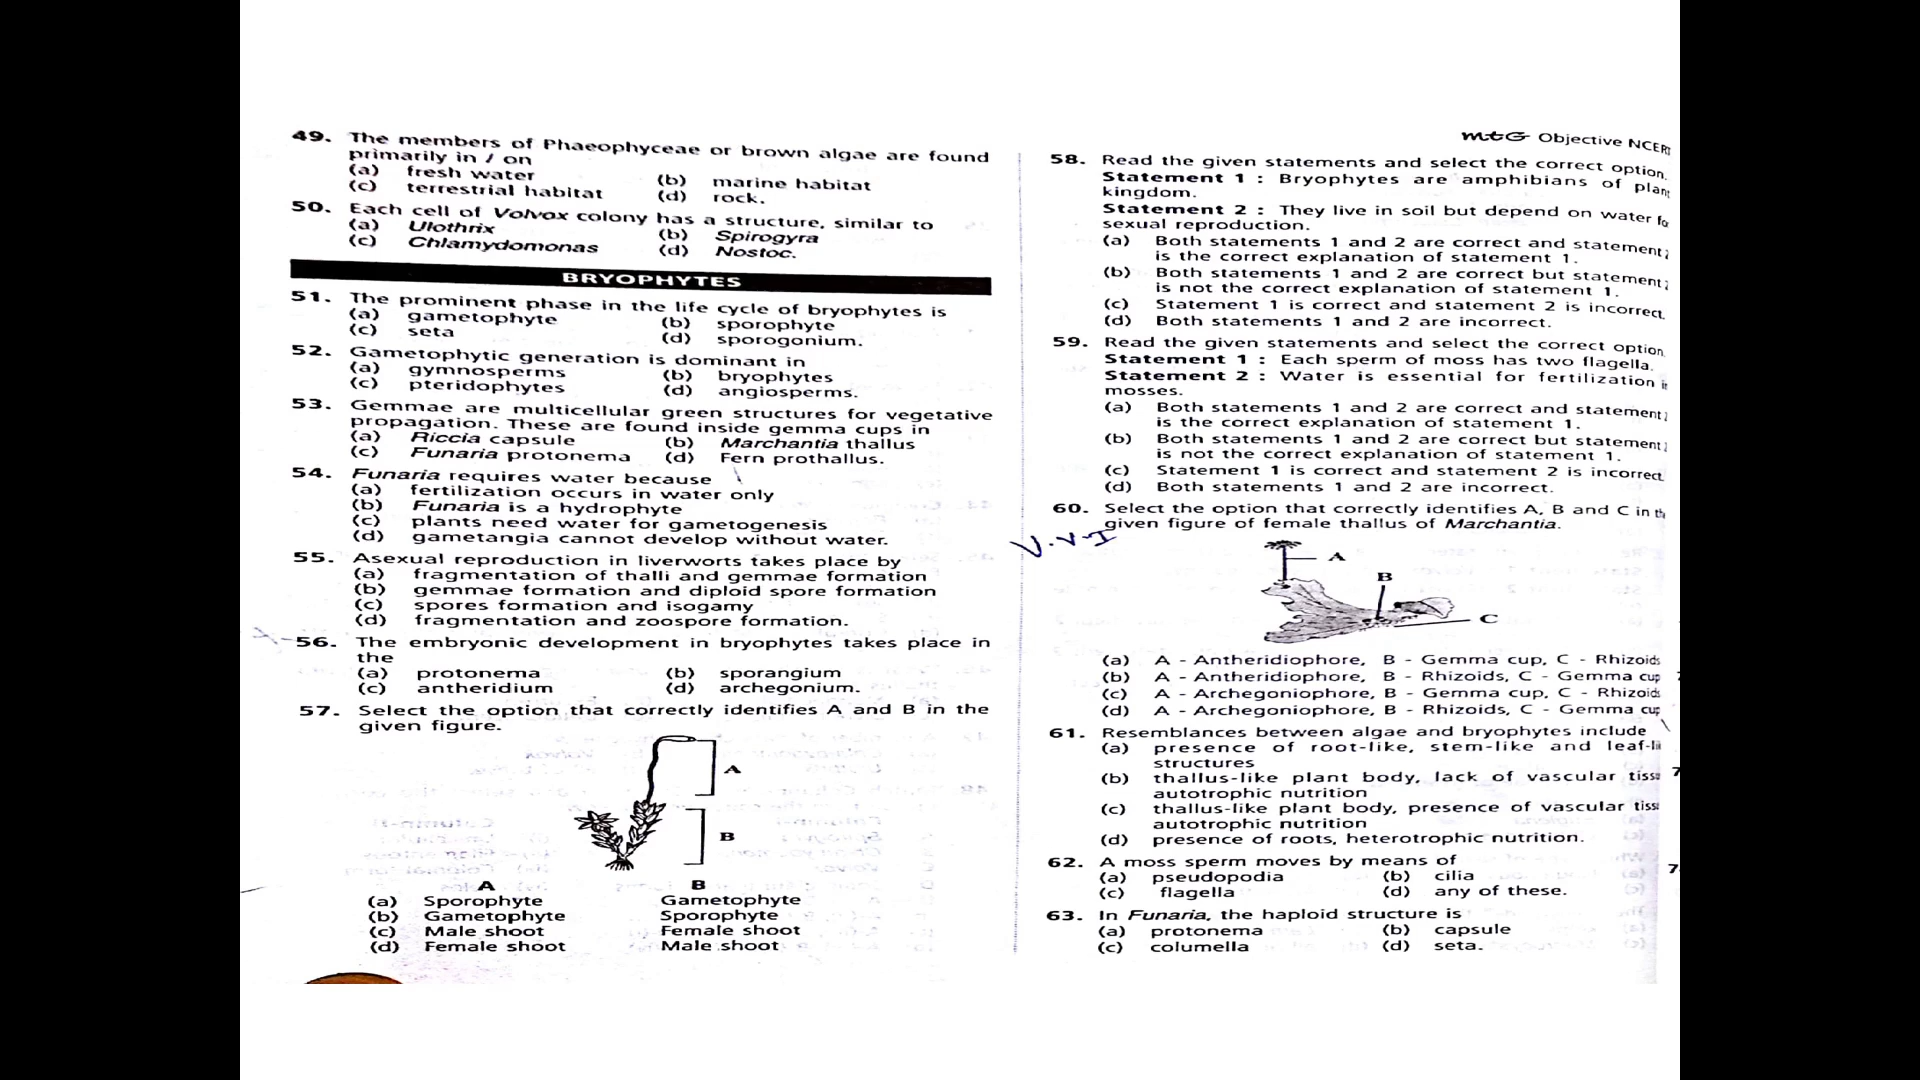 49. The members of Phaeophyceae or brown algae are found
primarily in / on
(a) fresh water (b) marine habitat
(c) terrestrial habitat (d) rock.
50. Each cell of Volvox colony has a structure, similar to
(a) Ulothrix (b) Spirogyra
(c) Chlamydomonas (d) Nostoc.
BRYOPHYTES
51. The prominent phase in the life cycle of bryophytes is
(a) gametophyte (b) sporophyte
(c) seta (d) sporogonium.
52. Gametophytic generation is dominant in
(a) gymnosperms (b) bryophytes
(c) pteridophytes (d) angiosperms.
53. Gemmae are multicellular green structures for vegetative
propagation. These are found inside gemma cups in
(a) Riccia capsule (b) Marchantia thallus
(c) Funaria protonema (d) Fern prothallus.
54. Funaria requires water because
(a) fertilization occurs in water only
(b) Funaria is a hydrophyte
(c) plants need water for gametogenesis
(d) gametangia cannot develop without water.
55. Asexual reproduction in liverworts takes place by
(a) fragmentation of thalli and gemmae formation
(b) gemmae formation and diploid spore formation
(c) spores formation and isogamy
(d) fragmentation and zoospore formation.
56. The embryonic development in bryophytes takes place in
the
(a) protonema (b) sporangium
(c) antheridium (d) archegonium.
57. Select the option that correctly identifies A and B in the
given figure.
A
B
A B
(a) Sporophyte Gametophyte
(b) Gametophyte Sporophyte
(c) Male shoot Female shoot
(d) Female shoot Male shoot
mtG Objective NCERT
58. Read the given statements and select the correct option.
Statement 1 : Bryophytes are amphibians of plan
kingdom.
Statement 2 : They live in soil but depend on water fo
sexual reproduction.
(a) Both statements 1 and 2 are correct and statement 2
is the correct explanation of statement 1.
(b) Both statements 1 and 2 are correct but statement 2
is not the correct explanation of statement 1.
(c) Statement 1 is correct and statement 2 is incorrect.
(d) Both statements 1 and 2 are incorrect.
59. Read the given statements and select the correct option.
Statement 1 : Each sperm of moss has two flagella.
Statement 2 : Water is essential for fertilization i
mosses.
(a) Both statements 1 and 2 are correct and statement 2
is the correct explanation of statement 1.
(b) Both statements 1 and 2 are correct but statement 2
is not the correct explanation of statement 1.
(c) Statement 1 is correct and statement 2 is incorrect.
(d) Both statements 1 and 2 are incorrect.
60. Select the option that correctly identifies A, B and C in th
given figure of female thallus of Marchantia.
V.V.I
A
B
C
(a) A - Antheridiophore, B - Gemma cup, C - Rhizoids
(b) A - Antheridiophore, B - Rhizoids, C - Gemma cup
(c) A - Archegoniophore, B - Gemma cup, C - Rhizoids
(d) A - Archegoniophore, B - Rhizoids, C - Gemma cup
61. Resemblances between algae and bryophytes include
(a) presence of root-like, stem-like and leaf-li
structures
(b) thallus-like plant body, lack of vascular tiss
autotrophic nutrition
(c) thallus-like plant body, presence of vascular tiss
autotrophic nutrition
(d) presence of roots, heterotrophic nutrition.
62. A moss sperm moves by means of
(a) pseudopodia (b) cilia
(c) flagella (d) any of these.
63. In Funaria, the haploid structure is
(a) protonema (b) capsule
(c) columella (d) seta.